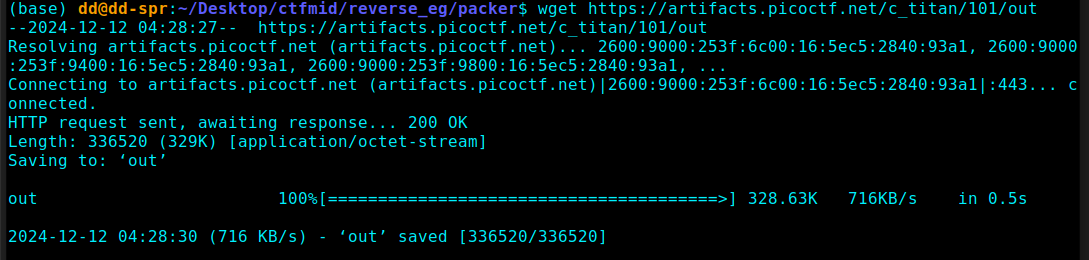 (base) dd@dd-spr:~/Desktop/ctfmid/reverse_eg/packer$ wget https://artifacts.picoctf.net/c_titan/101/out
--2024-12-12 04:28:27--  https://artifacts.picoctf.net/c_titan/101/out
Resolving artifacts.picoctf.net (artifacts.picoctf.net)... 2600:9000:253f:6c00:16:5ec5:2840:93a1, 2600:9000
:253f:9400:16:5ec5:2840:93a1, 2600:9000:253f:9800:16:5ec5:2840:93a1, ...
Connecting to artifacts.picoctf.net (artifacts.picoctf.net)|2600:9000:253f:6c00:16:5ec5:2840:93a1|:443... c
onnected.
HTTP request sent, awaiting response... 200 OK
Length: 336520 (329K) [application/octet-stream]
Saving to: ‘out’
out                        100%[=======================================>] 328.63K   716KB/s    in 0.5s
2024-12-12 04:28:30 (716 KB/s) - ‘out’ saved [336520/336520]